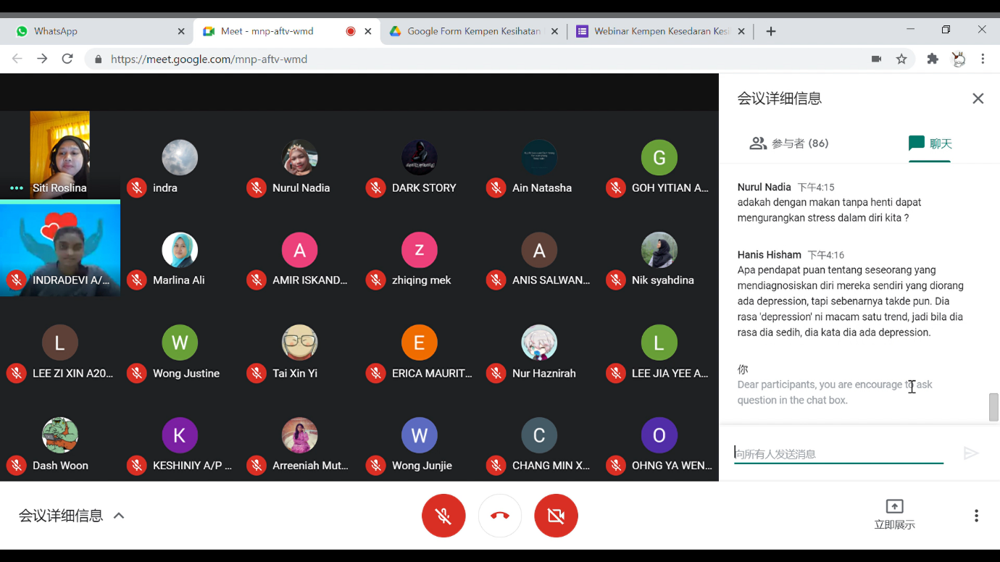 WhatsApp
Meet - mnp-aftv-wmd
Google Form Kempen Kesihatan
Webinar Kempen Kesedaran Kesi
https://meet.google.com/mnp-aftv-wmd
Siti Roslina
indra
Nurul Nadia
DARK STORY
Ain Natasha
G
GOH YITIAN A...
INDRADEVI A/...
Marlina Ali
A
AMIR ISKAND...
z
zhiqing mek
A
ANIS SALWAN...
Nik syahdina
L
LEE ZI XIN A20...
W
Wong Justine
Tai Xin Yi
E
ERICA MAURIT...
Nur Haznirah
L
LEE JIA YEE A...
Dash Woon
K
KESHINIY A/P ...
Arreeniah Mut...
W
Wong Junjie
C
CHANG MIN X...
O
OHNG YA WEN...
会议详细信息
参与者 (86)
聊天
Nurul Nadia 下午4:15
adakah dengan makan tanpa henti dapat
mengurangkan stress dalam diri kita ?
Hanis Hisham 下午4:16
Apa pendapat puan tentang seseorang yang
mendiagnosiskan diri mereka sendiri yang diorang
ada depression, tapi sebenarnya takde pun. Dia
rasa 'depression' ni macam satu trend, jadi bila dia
rasa dia sedih, dia kata dia ada depression.
你
Dear participants, you are encourage to ask
question in the chat box.
向所有人发送消息
会议详细信息
立即展示